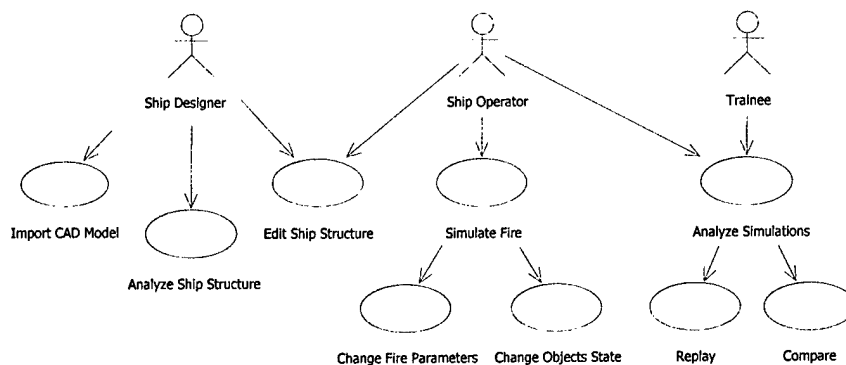 Ship Designer
Ship Operator
Trainee
Import CAD Model
Edit Ship Structure
Simulate Fire
Analyze Simulations
Analyze Ship Structure
Change Fire Parameters
Change Objects State
Replay
Compare